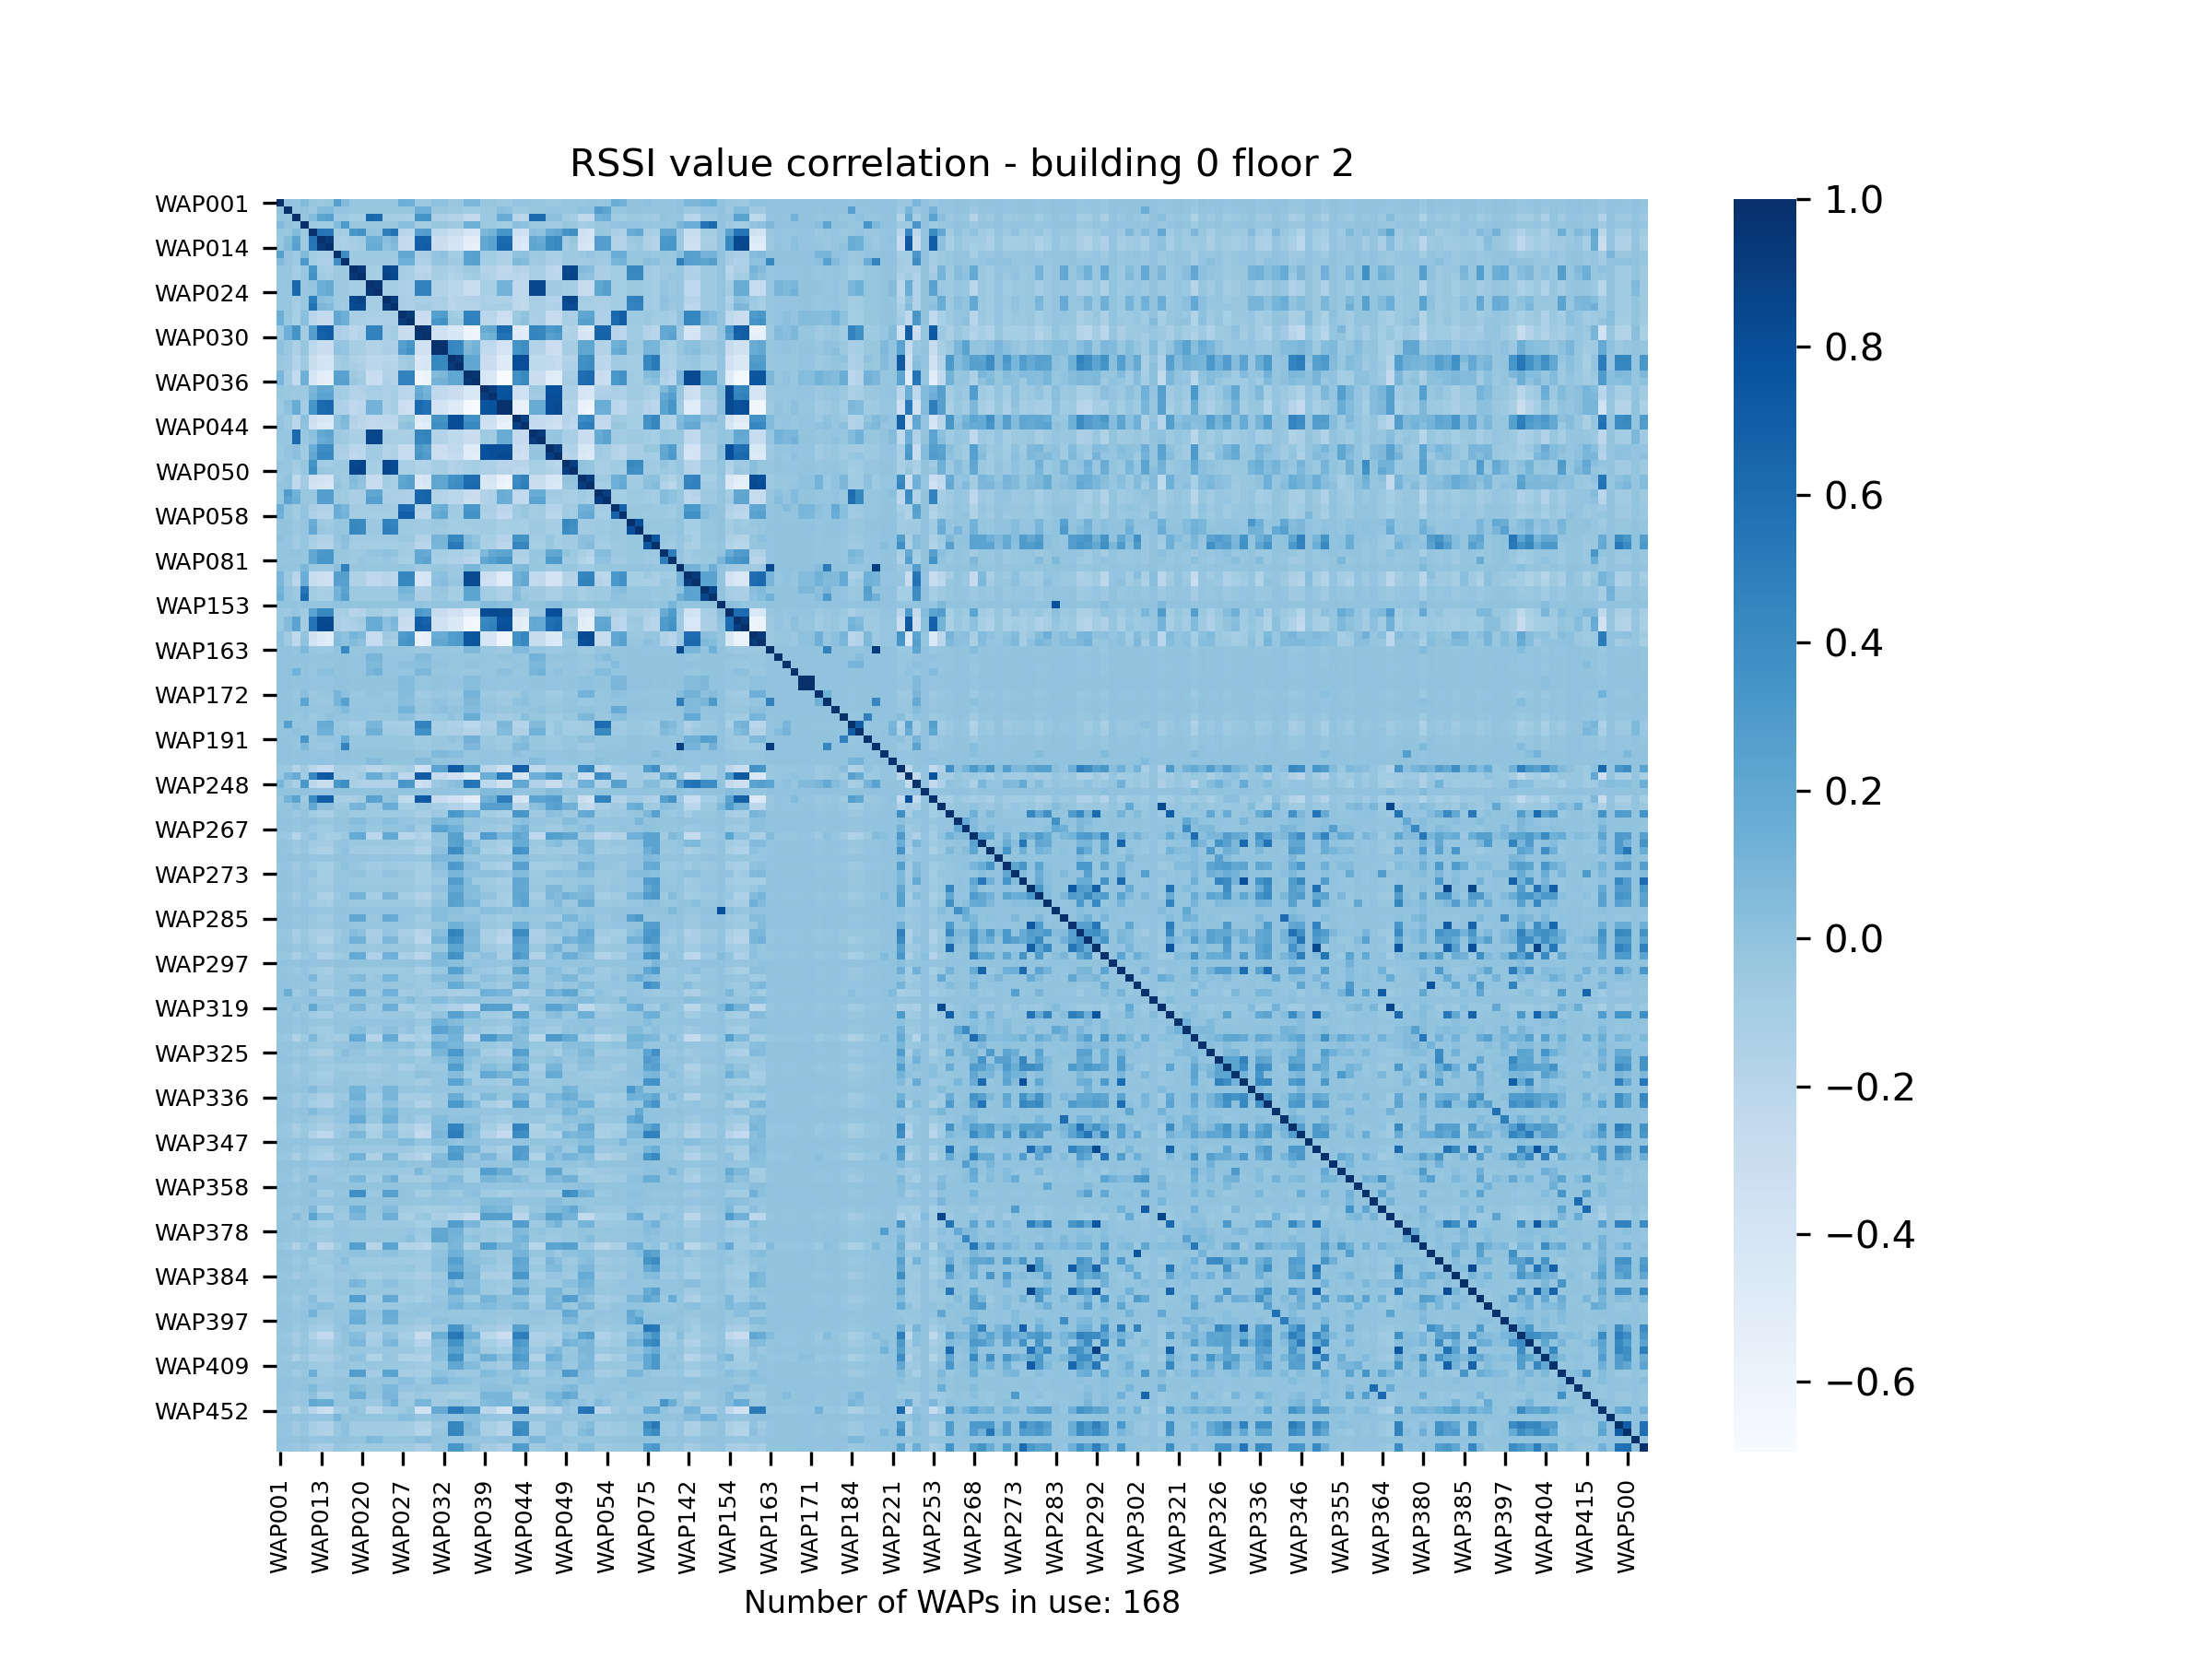 RSSI value correlation - building 0 floor 2
WAP001
WAP014
WAP024
WAP030
WAP036
WAP044
WAP050
WAP058
WAP081
WAP153
WAP163
WAP172
WAP191
WAP248
WAP267
WAP273
WAP285
WAP297
WAP319
WAP325
WAP336
WAP347
WAP358
WAP378
WAP384
WAP397
WAP409
WAP452
WAP001 WAP013 WAP020 WAP027 WAP032 WAP039 WAP044 WAP049 WAP054 WAP075 WAP142 WAP154 WAP163 WAP171 WAP184 WAP221 WAP253 WAP268 WAP273 WAP283 WAP292 WAP302 WAP321 WAP326 WAP336 WAP346 WAP355 WAP364 WAP380 WAP385 WAP397 WAP404 WAP415 WAP500
Number of WAPs in use: 168
1.0
0.8
0.6
0.4
0.2
0.0
−0.2
−0.4
−0.6